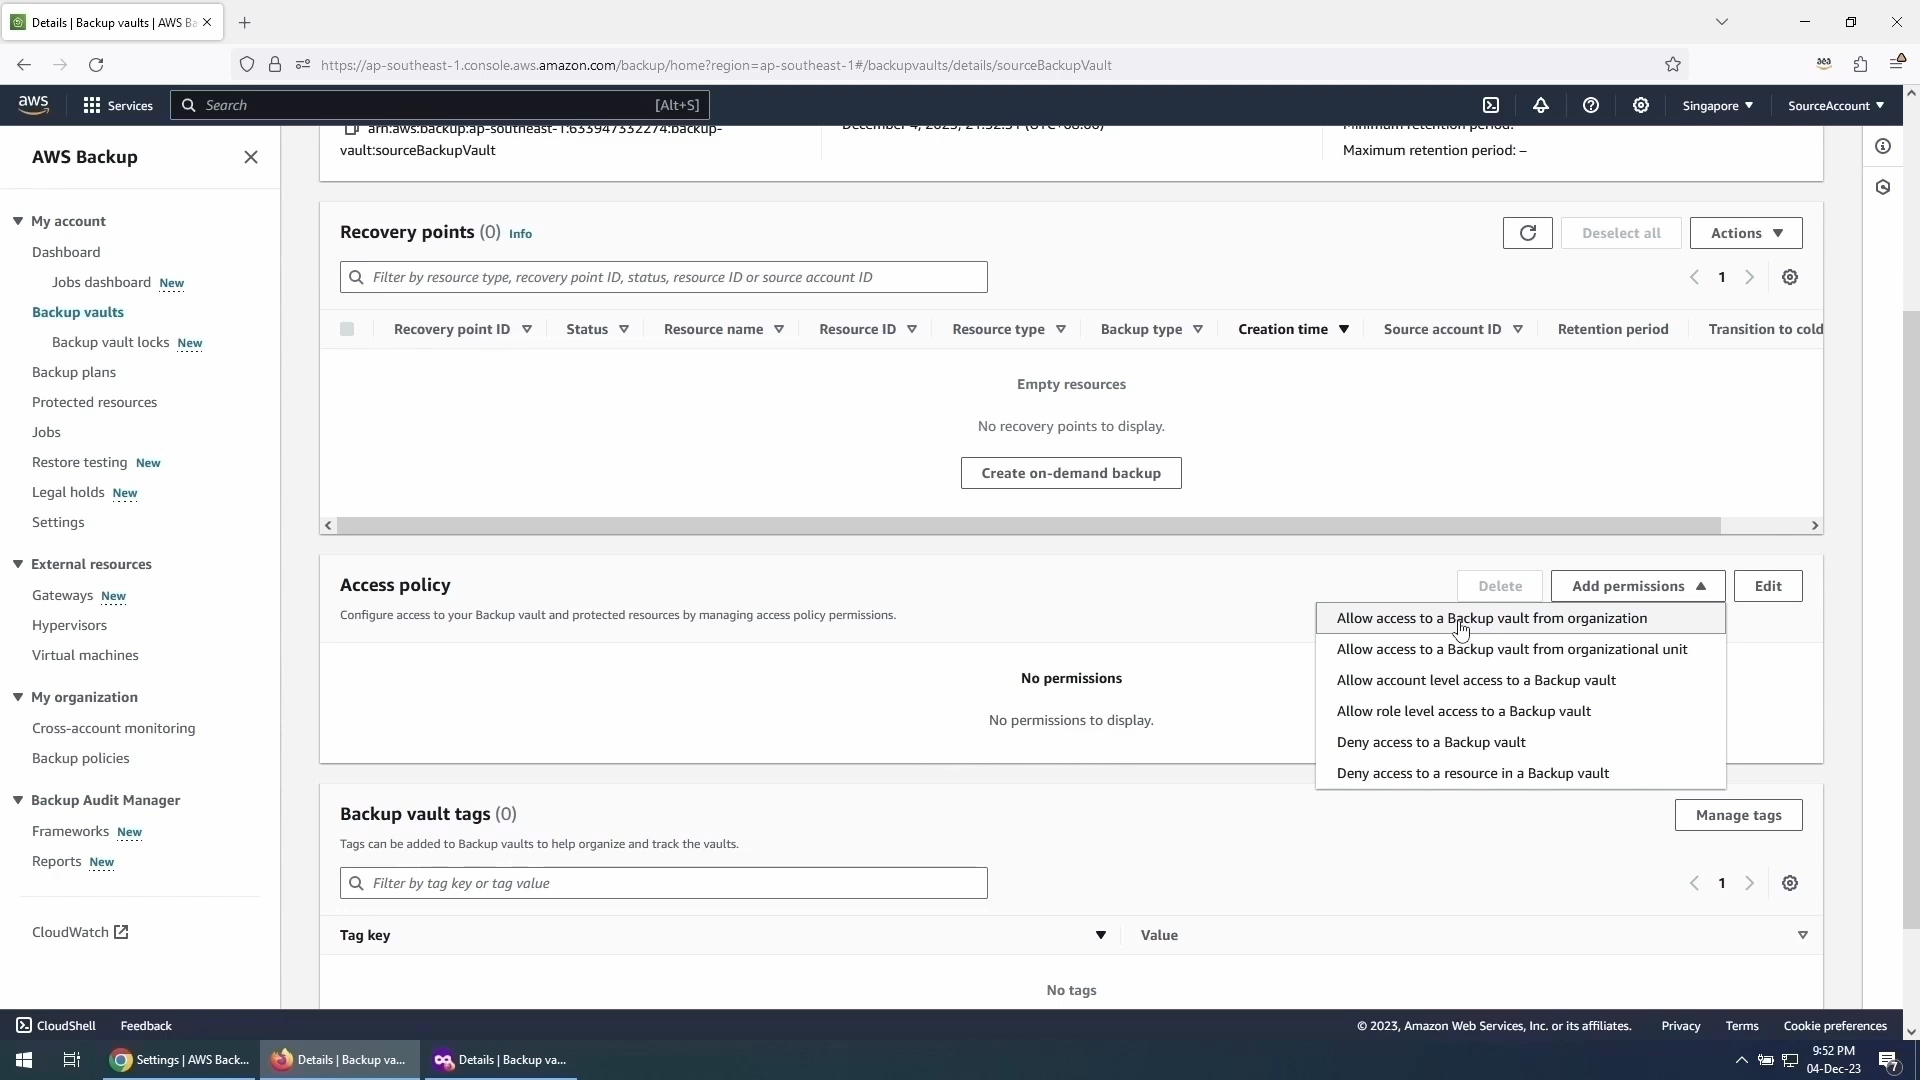 Details | Backup vaults | AWS Ba
https://ap-southeast-1.console.aws.amazon.com/backup/home?region=ap-southeast-1#/backupvaults/details/sourceBackupVault
aws
Services
Search
[Alt+S]
Singapore
SourceAccount
AWS Backup
My account
Dashboard
Jobs dashboard New
Backup vaults
Backup vault locks New
Backup plans
Protected resources
Jobs
Restore testing New
Legal holds New
Settings
External resources
Gateways New
Hypervisors
Virtual machines
My organization
Cross-account monitoring
Backup policies
Backup Audit Manager
Frameworks New
Reports New
CloudWatch
arn:aws:backup:ap-southeast-1:633947332274:backup-
vault:sourceBackupVault
Minimum retention period:
Maximum retention period: –
Recovery points (0) Info
Deselect all
Actions
Filter by resource type, recovery point ID, status, resource ID or source account ID
1
Recovery point ID Status Resource name Resource ID Resource type Backup type Creation time Source account ID Retention period Transition to cold
Empty resources
No recovery points to display.
Create on-demand backup
Access policy
Configure access to your Backup vault and protected resources by managing access policy permissions.
Delete
Add permissions
Edit
Allow access to a Backup vault from organization
Allow access to a Backup vault from organizational unit
Allow account level access to a Backup vault
Allow role level access to a Backup vault
Deny access to a Backup vault
Deny access to a resource in a Backup vault
No permissions
No permissions to display.
Backup vault tags (0)
Tags can be added to Backup vaults to help organize and track the vaults.
Manage tags
Filter by tag key or tag value
1
Tag key Value
No tags
CloudShell
Feedback
© 2023, Amazon Web Services, Inc. or its affiliates.
Privacy
Terms
Cookie preferences
Settings | AWS Back...
Details | Backup va...
Details | Backup va...
9:52 PM
04-Dec-23
7